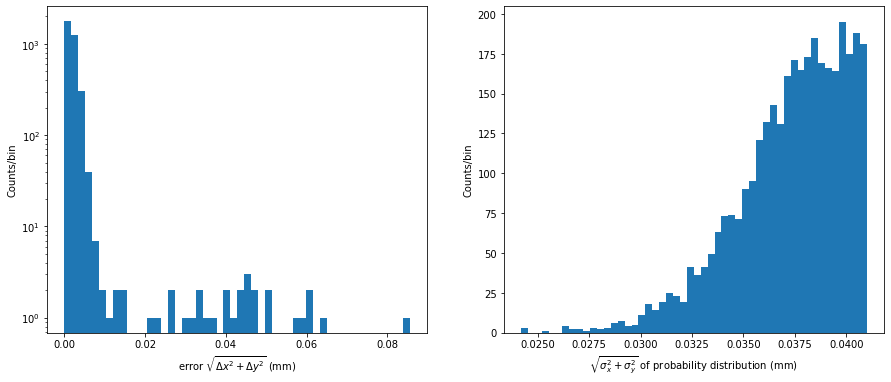 10³
10²
10¹
10⁰
Counts/bin
0.00 0.02 0.04 0.06 0.08
error √Δx² + Δy² (mm)
200
175
150
125
100
75
50
25
0
Counts/bin
0.0250 0.0275 0.0300 0.0325 0.0350 0.0375 0.0400
√σₓ² + σᵧ² of probability distribution (mm)